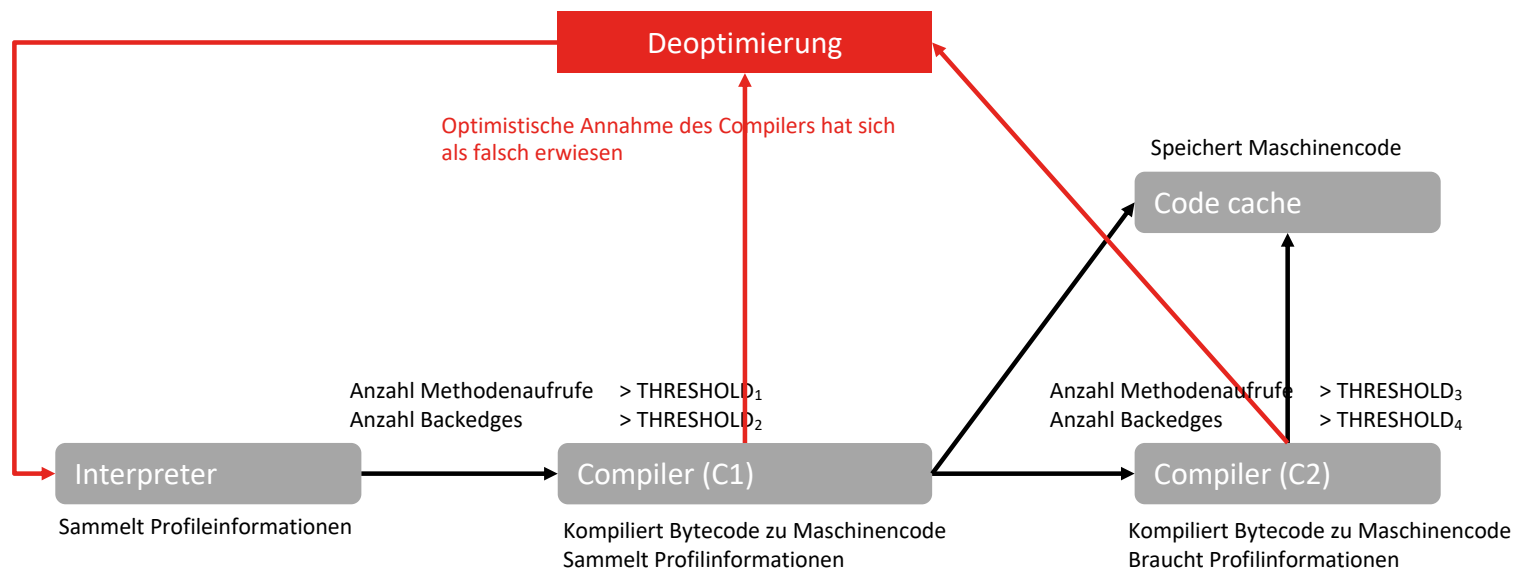 Deoptimierung
Optimistische Annahme des Compilers hat sich
als falsch erwiesen
Speichert Maschinencode
Code cache
Anzahl Methodenaufrufe > THRESHOLD₁
Anzahl Backedges > THRESHOLD₂
Anzahl Methodenaufrufe > THRESHOLD₃
Anzahl Backedges > THRESHOLD₄
Interpreter
Compiler (C1)
Compiler (C2)
Sammelt Profileinformationen
Kompiliert Bytecode zu Maschinencode
Sammelt Profilinformationen
Kompiliert Bytecode zu Maschinencode
Braucht Profilinformationen